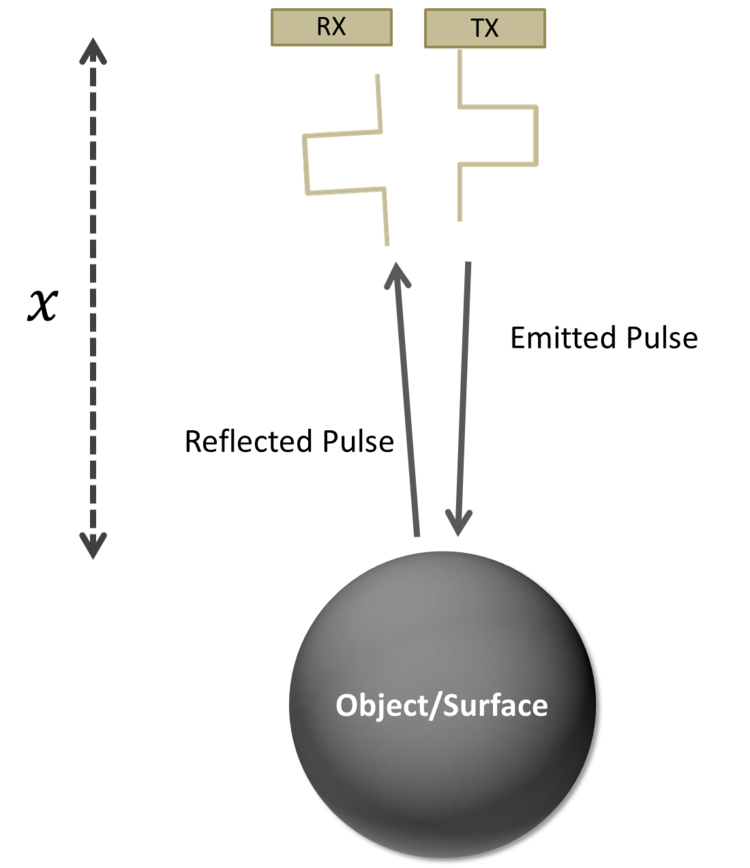 RX
TX
x
Emitted Pulse
Reflected Pulse
Object/Surface